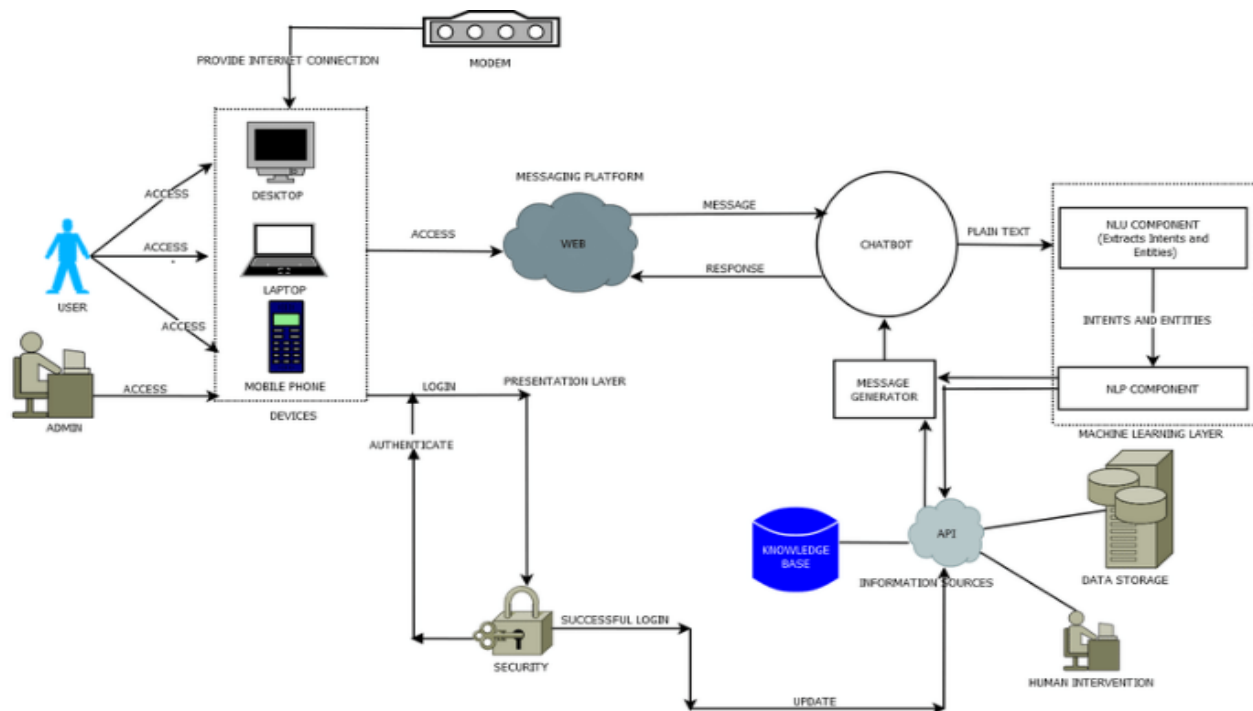 PROVIDE INTERNET CONNECTION
MODEM
DESKTOP
ACCESS
ACCESS
ACCESS
USER
LAPTOP
MOBILE PHONE
ACCESS
ADMIN
DEVICES
ACCESS
MESSAGING PLATFORM
WEB
MESSAGE
RESPONSE
CHATBOT
PLAIN TEXT
NLU COMPONENT
(Extracts Intents and
Entities)
INTENTS AND ENTITIES
NLP COMPONENT
MACHINE LEARNING LAYER
MESSAGE
GENERATOR
LOGIN
PRESENTATION LAYER
AUTHENTICATE
KNOWLEDGE
BASE
API
INFORMATION SOURCES
DATA STORAGE
SUCCESSFUL LOGIN
SECURITY
HUMAN INTERVENTION
UPDATE